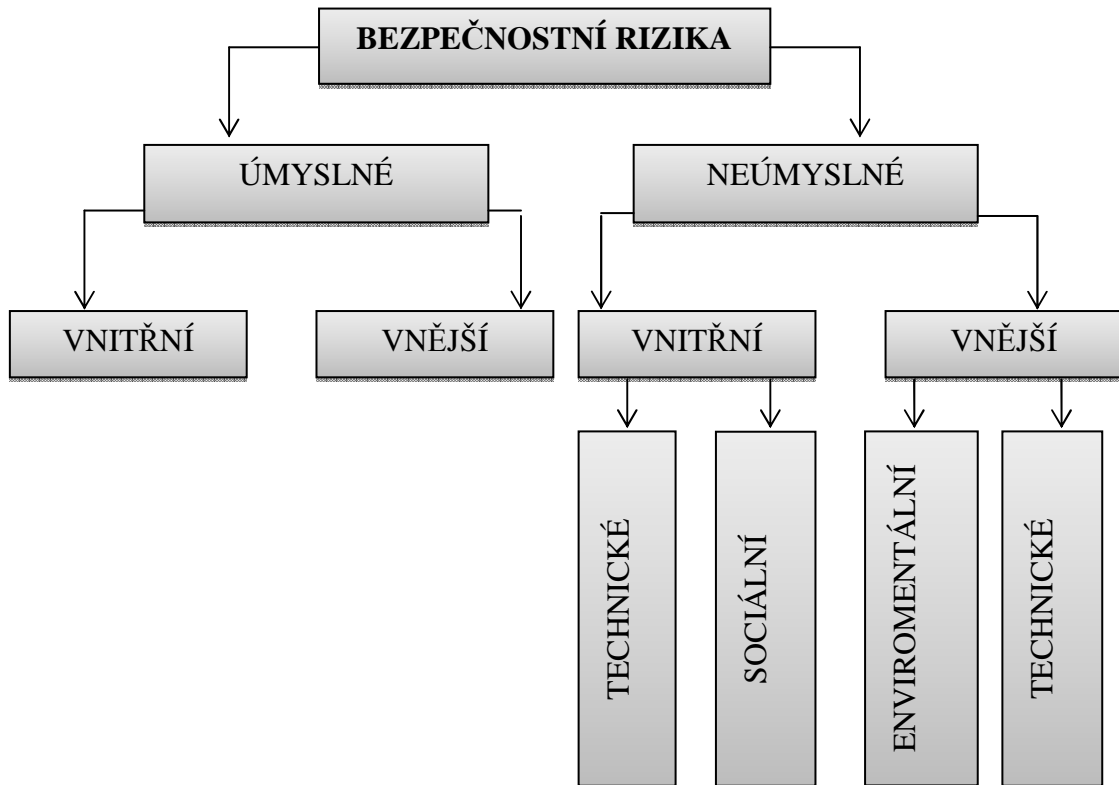 BEZPEČNOSTNÍ RIZIKA
ÚMYSLNÉ
NEÚMYSLNÉ
VNITŘNÍ
VNĚJŠÍ
VNITŘNÍ
VNĚJŠÍ
TECHNICKÉ
SOCIÁLNÍ
ENVIROMENTÁLNÍ
TECHNICKÉ